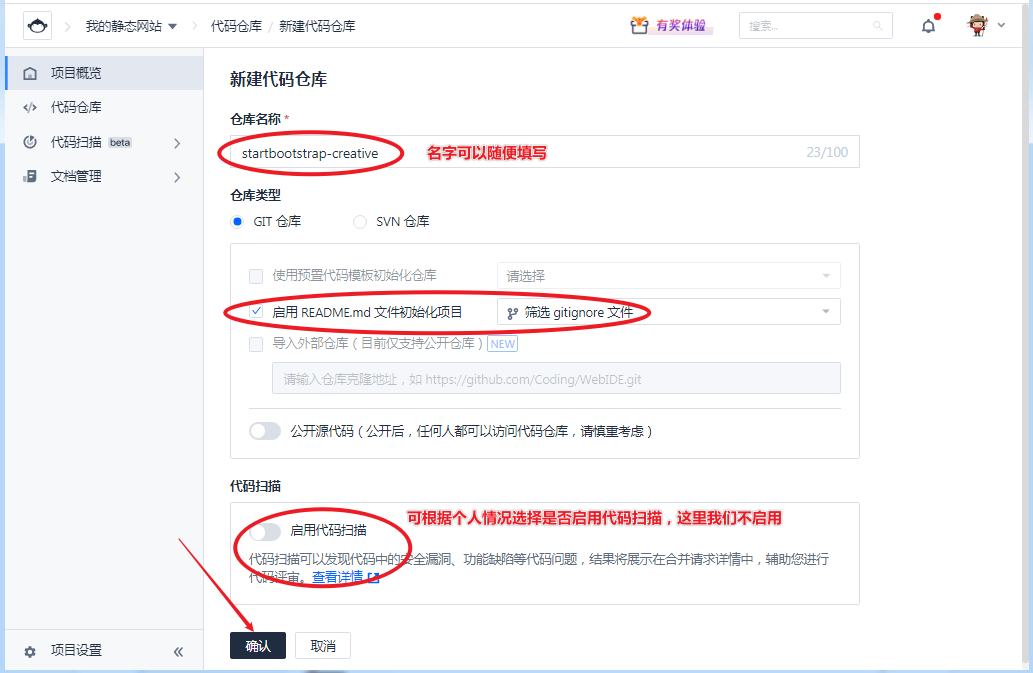 我的静态网站
代码仓库 / 新建代码仓库
有奖体验
搜索...
项目概览
代码仓库
代码扫描 beta
文档管理
新建代码仓库
仓库名称 *
startbootstrap-creative
名字可以随便填写
23/100
仓库类型
GIT 仓库
SVN 仓库
使用预置代码模板初始化仓库
请选择
启用 README.md 文件初始化项目
筛选 gitignore 文件
导入外部仓库（目前仅支持公开仓库） NEW
请输入仓库克隆地址，如 https://github.com/Coding/WebIDE.git
公开源代码（公开后，任何人都可以访问代码仓库，请慎重考虑）
代码扫描
启用代码扫描
可根据个人情况选择是否启用代码扫描，这里我们不启用
代码扫描可以发现代码中的安全漏洞、功能缺陷等代码问题，结果将展示在合并请求详情中，辅助您进行
代码评审。查看详情
确认
取消
项目设置